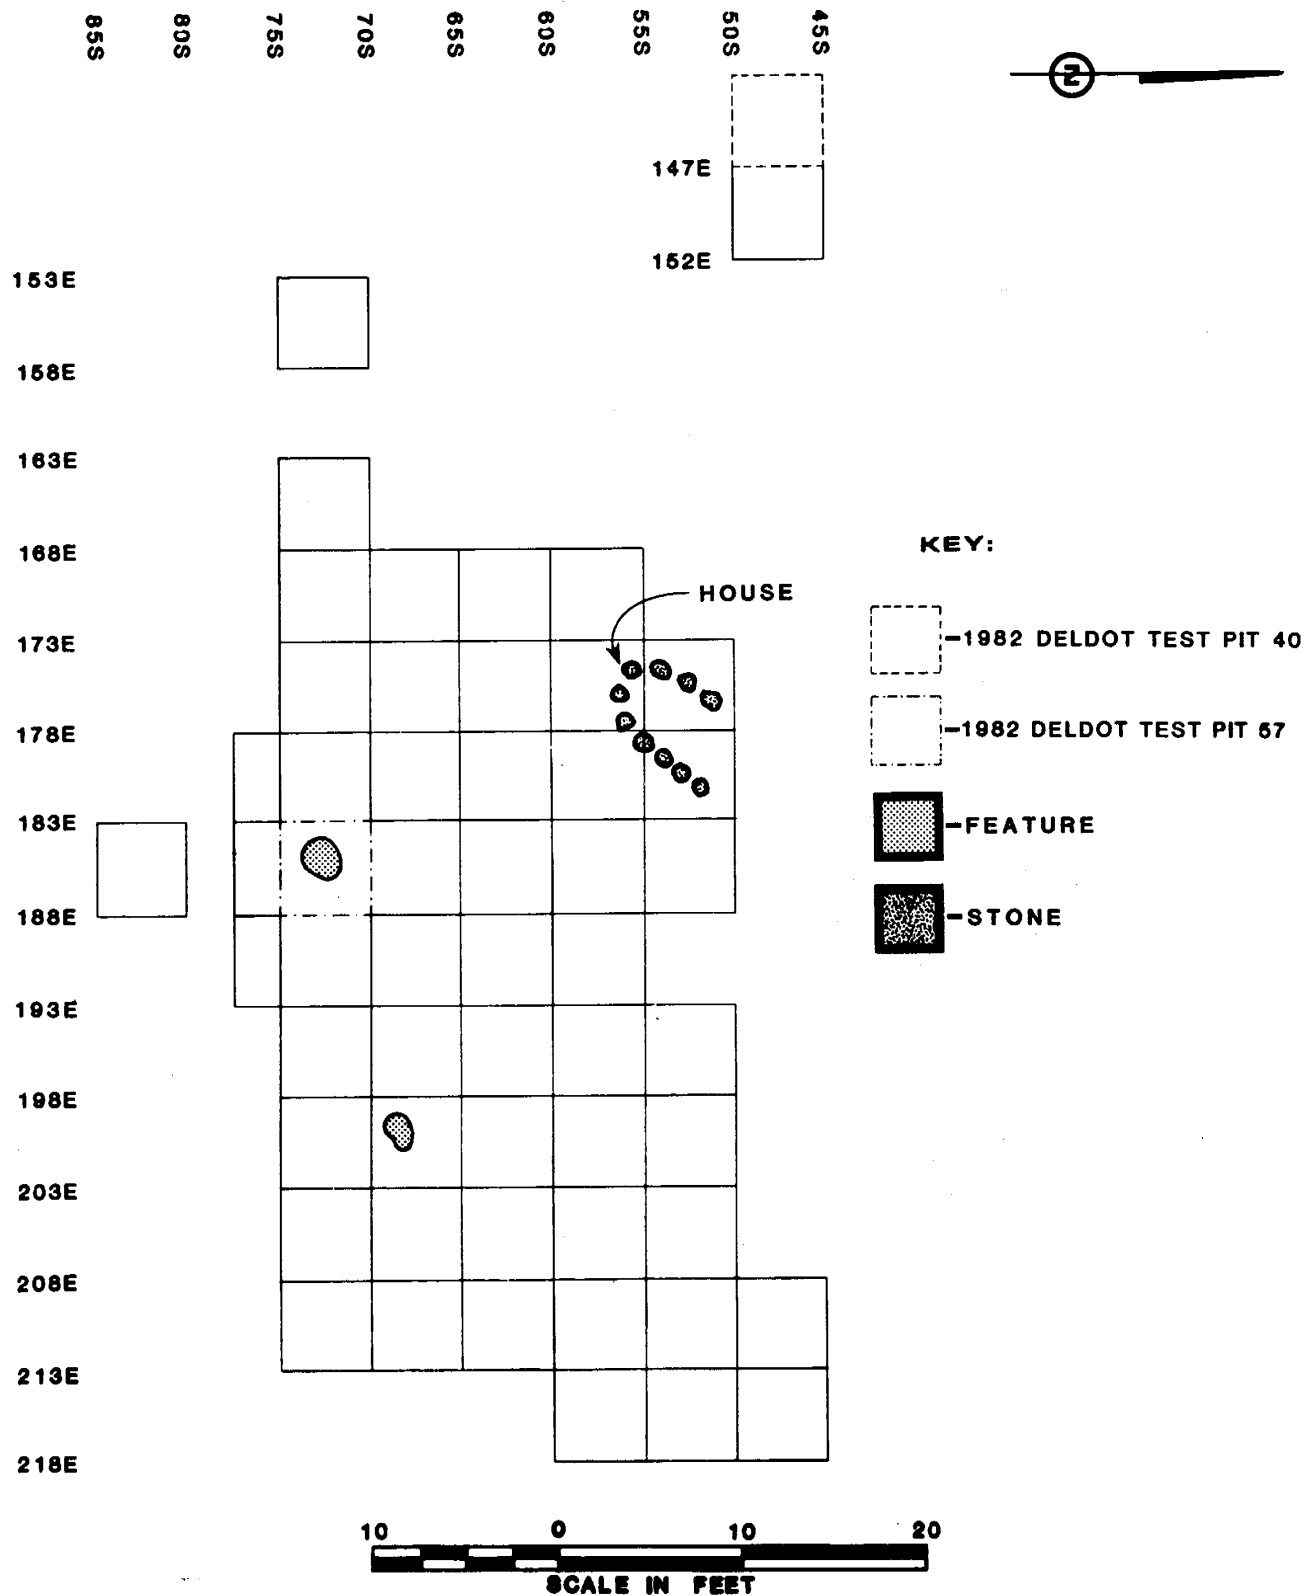 85S 80S 75S 70S 65S 60S 55S 50S 45S
N
147E
152E
153E
158E
163E
168E
HOUSE
173E
178E
183E
188E
193E
198E
203E
208E
213E
218E
KEY:
-1982 DELDOT TEST PIT 40
-1982 DELDOT TEST PIT 57
-FEATURE
-STONE
10 0 10 20
SCALE IN FEET